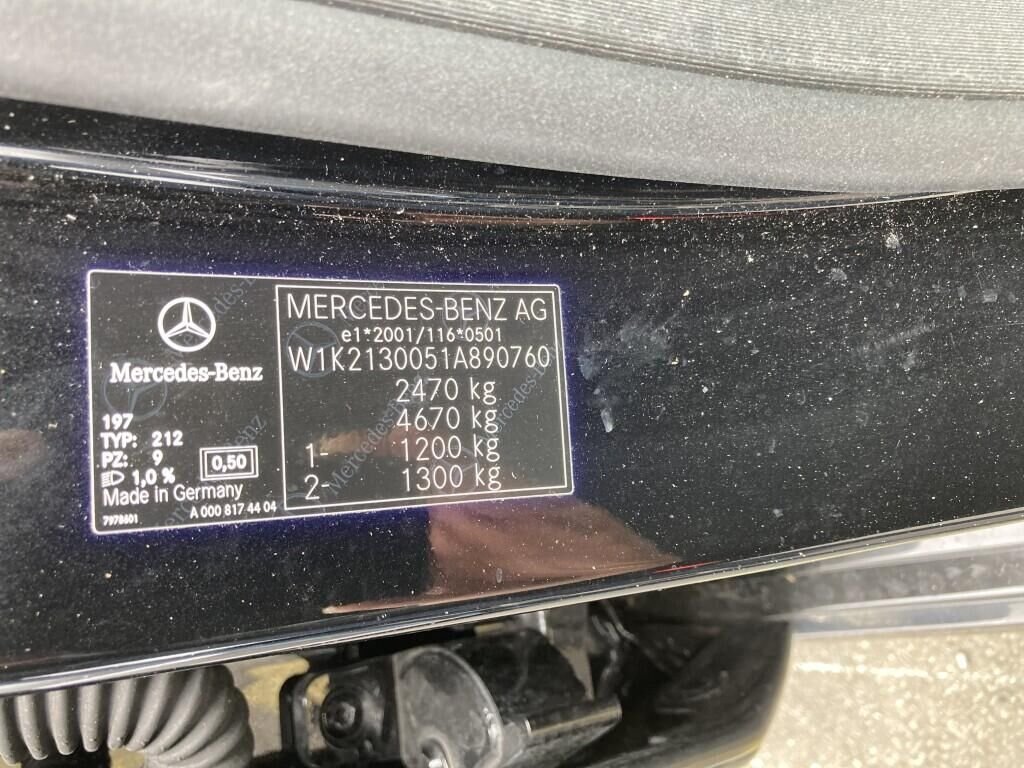 Mercedes-Benz
197
TYP: 212
PZ: 9
0,50
1,0 %
Made in Germany
7978601
A 000 817 44 04
MERCEDES-BENZ AG
e1*2001/116*0501
W1K2130051A890760
2470 kg
4670 kg
1- 1200 kg
2- 1300 kg